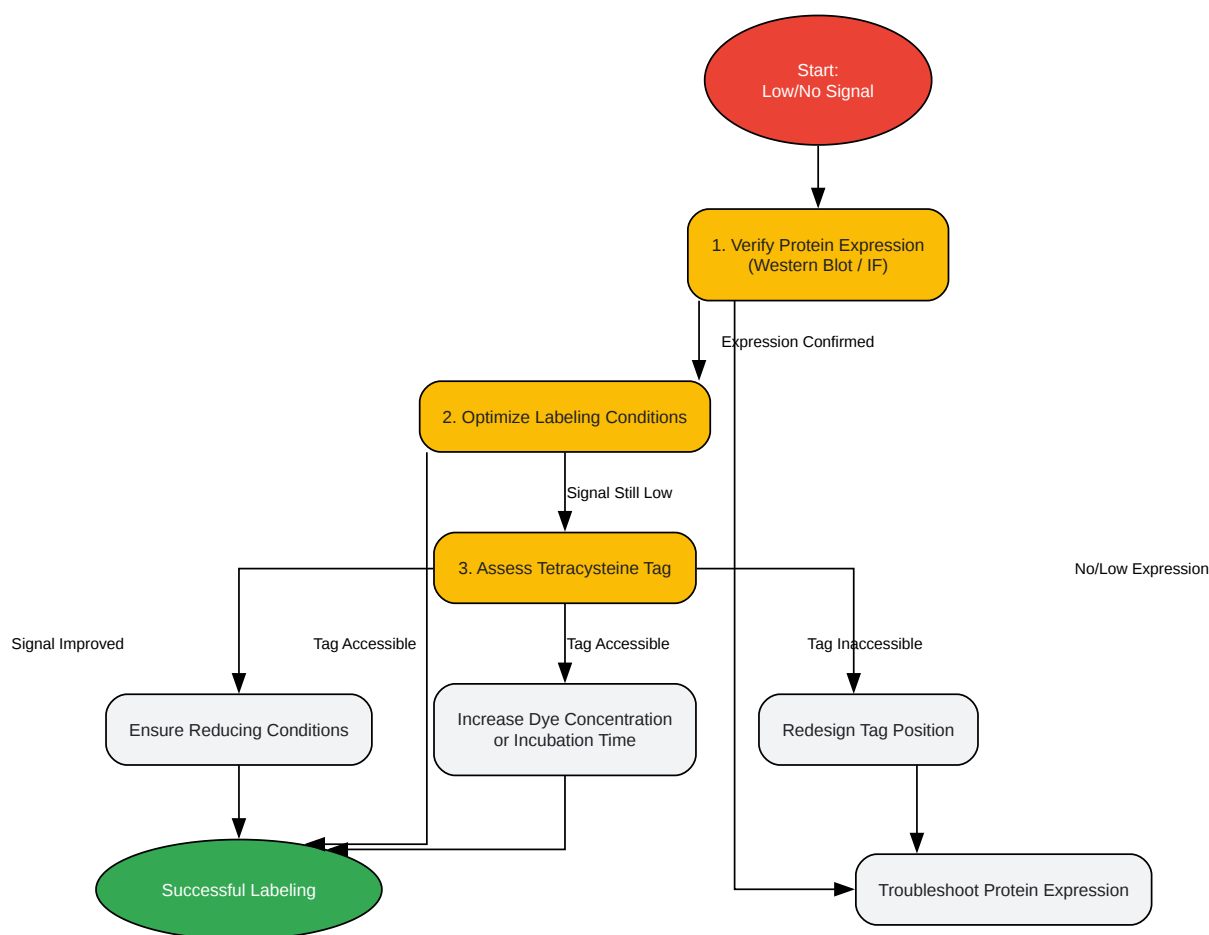 Start:
Low/No Signal
1. Verify Protein Expression
(Western Blot / IF)
Expression Confirmed
2. Optimize Labeling Conditions
Signal Still Low
3. Assess Tetracysteine Tag
No/Low Expression
Signal Improved
Tag Accessible
Tag Accessible
Tag Inaccessible
Ensure Reducing Conditions
Increase Dye Concentration
or Incubation Time
Redesign Tag Position
Successful Labeling
Troubleshoot Protein Expression